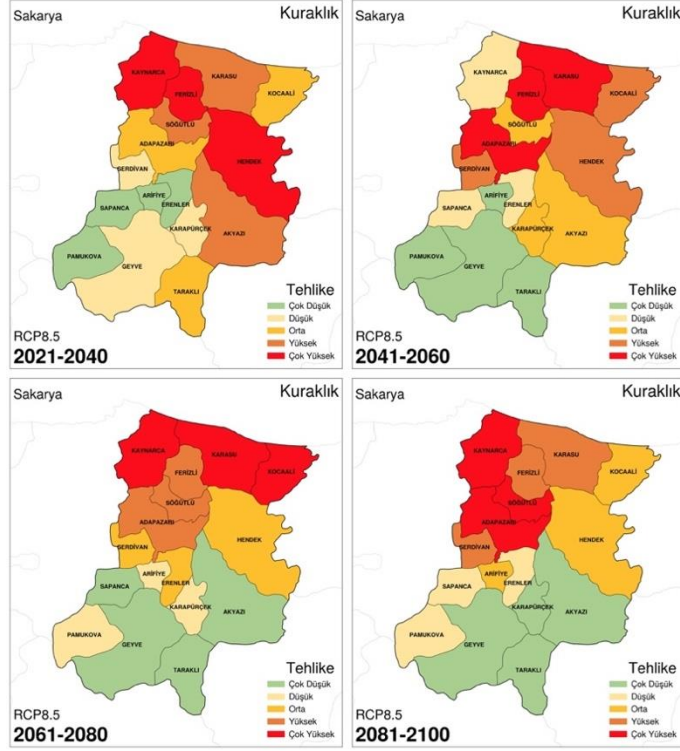 Sakarya
Kuraklık
KAYNARCA
KARASU
FERİZLİ
KOCAALİ
SÖĞÜTLÜ
ADAPAZARI
HENDEK
SERDİVAN
ARİFİYE
SAPANCA
ERENLER
KARAPÜRÇEK
AKYAZI
PAMUKOVA
GEYVE
TARAKLI
Tehlike
Çok Düşük
Düşük
Orta
Yüksek
Çok Yüksek
RCP8.5
2021-2040
Sakarya
Kuraklık
KAYNARCA
KARASU
FERİZLİ
KOCAALİ
SÖĞÜTLÜ
ADAPAZARI
HENDEK
SERDİVAN
ARİFİYE
SAPANCA
ERENLER
KARAPÜRÇEK
AKYAZI
PAMUKOVA
GEYVE
TARAKLI
Tehlike
Çok Düşük
Düşük
Orta
Yüksek
Çok Yüksek
RCP8.5
2041-2060
Sakarya
Kuraklık
KAYNARCA
KARASU
FERİZLİ
KOCAALİ
SÖĞÜTLÜ
ADAPAZARI
HENDEK
SERDİVAN
ARİFİYE
SAPANCA
ERENLER
KARAPÜRÇEK
AKYAZI
PAMUKOVA
GEYVE
TARAKLI
Tehlike
Çok Düşük
Düşük
Orta
Yüksek
Çok Yüksek
RCP8.5
2061-2080
Sakarya
Kuraklık
KAYNARCA
KARASU
FERİZLİ
KOCAALİ
SÖĞÜTLÜ
ADAPAZARI
HENDEK
SERDİVAN
ARİFİYE
SAPANCA
ERENLER
KARAPÜRÇEK
AKYAZI
PAMUKOVA
GEYVE
TARAKLI
Tehlike
Çok Düşük
Düşük
Orta
Yüksek
Çok Yüksek
RCP8.5
2081-2100